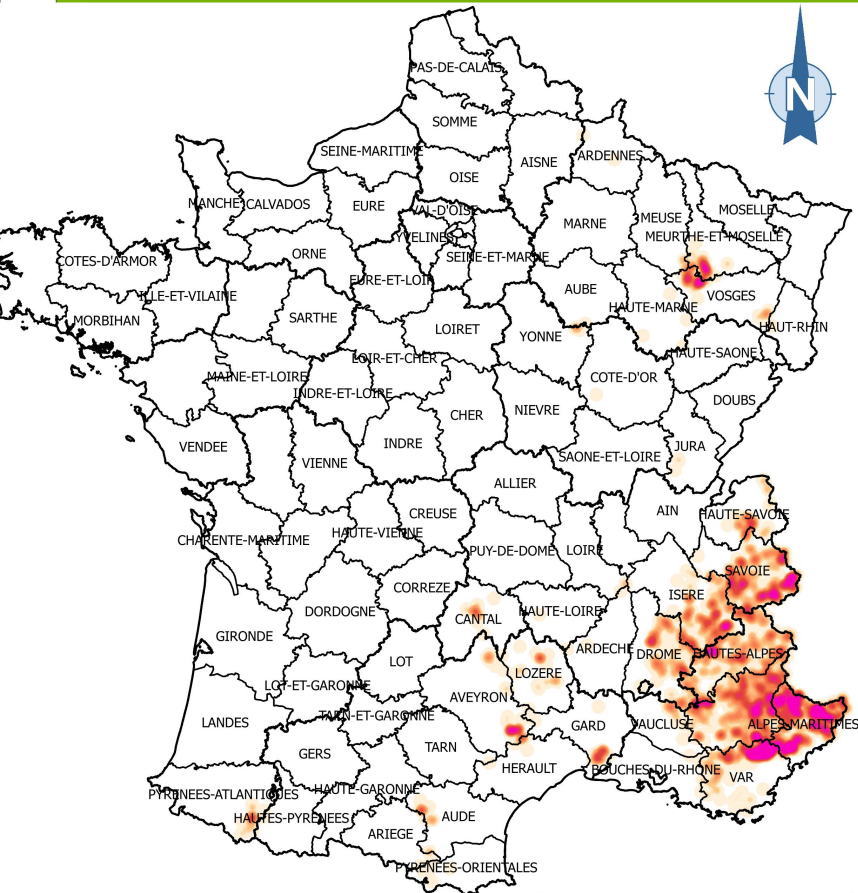 N
PAS-DE-CALAIS
SOMME
SEINE-MARITIME
AISNE
ARDENNES
OISE
MANCHE
CALVADOS
EURE
VAL-D'OISE
MOSELLE
MEUSE
MARNE
YVELINES
MEURTHE-ET-MOSELLE
ORNE
SEINE-ET-MARNE
COTES-D'ARMOR
EURE-ET-LOIR
AUBE
ILLE-ET-VILAINE
VOSGES
HAUTE-MARNE
MORBIHAN
SARTHE
LOIRET
HAUT-RHIN
YONNE
LOIR-ET-CHER
HAUTE-SAONE
MAINE-ET-LOIRE
COTE-D'OR
INDRE-ET-LOIRE
DOUBS
CHER
NIEVRE
VENDEE
INDRE
JURA
VIENNE
SAONE-ET-LOIRE
ALLIER
AIN
CREUSE
HAUTE-SAVOIE
HAUTE-VIENNE
CHARENTE-MARITIME
PUY-DE-DOME
LOIRE
SAVOIE
CORREZE
ISERE
DORDOGNE
HAUTE-LOIRE
CANTAL
GIRONDE
ARDECHE
DROME
HAUTES-ALPES
LOT
LOZERE
LOT-ET-GARONNE
AVEYRON
TARN-ET-GARONNE
LANDES
GARD
VAUCLUSE
ALPES-MARITIMES
TARN
GERS
HERAULT
BOUCHES-DU-RHONE
VAR
HAUTE-GARONNE
PYRENEES-ATLANTIQUES
HAUTES-PYRENEES
AUDE
ARIEGE
PYRENEES-ORIENTALES